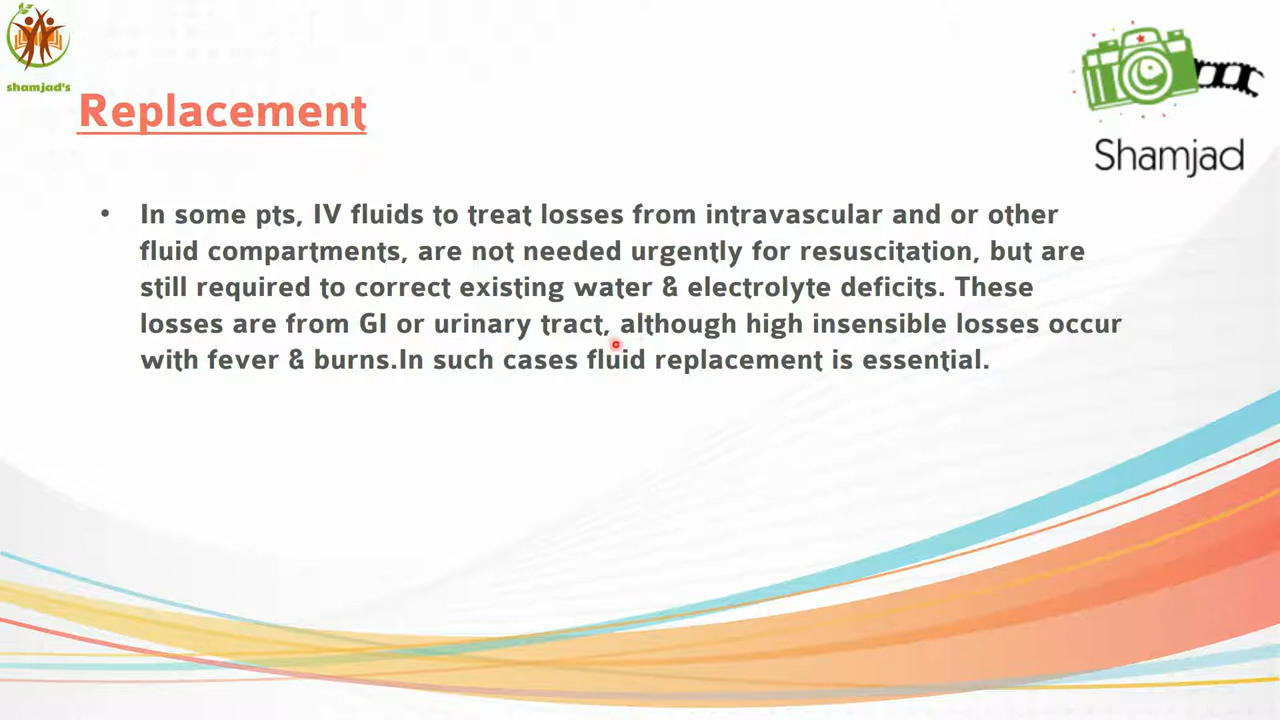 shamjad's
Replacement
Shamjad
• In some pts, IV fluids to treat losses from intravascular and or other
fluid compartments, are not needed urgently for resuscitation, but are
still required to correct existing water & electrolyte deficits. These
losses are from GI or urinary tract, although high insensible losses occur
with fever & burns.In such cases fluid replacement is essential.